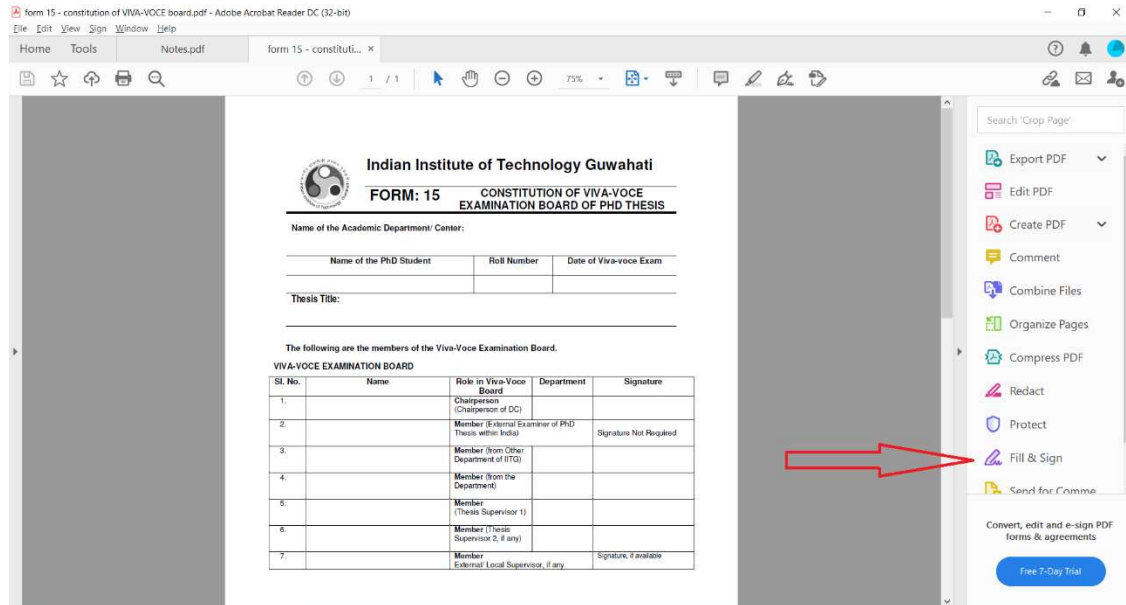 form 15 - constitution of VIVA-VOCE board.pdf - Adobe Acrobat Reader DC (32-bit)
File Edit View Sign Window Help
Home Tools Notes.pdf form 15 - constituti... ×
1 / 1 75%
Search 'Crop Page'
Export PDF
Edit PDF
Create PDF
Comment
Combine Files
Organize Pages
Compress PDF
Redact
Protect
Fill & Sign
Send for Comme
Convert, edit and e-sign PDF
forms & agreements
Free 7-Day Trial
Indian Institute of Technology Guwahati
FORM: 15 CONSTITUTION OF VIVA-VOCE
EXAMINATION BOARD OF PHD THESIS
Name of the Academic Department/ Center:
Name of the PhD Student Roll Number Date of Viva-voce Exam
Thesis Title:
The following are the members of the Viva-Voce Examination Board.
VIVA-VOCE EXAMINATION BOARD
Sl. No. Name Role in Viva-Voce Department Signature
Board
1. Chairperson
(Chairperson of DC)
2. Member (External Examiner of PhD
Thesis within India) Signature Not Required
3. Member (from Other
Department of IITG)
4. Member (from the
Department)
5. Member
(Thesis Supervisor 1)
6. Member (Thesis
Supervisor 2, if any)
7. Member Signature, if available
External/ Local Supervisor, if any